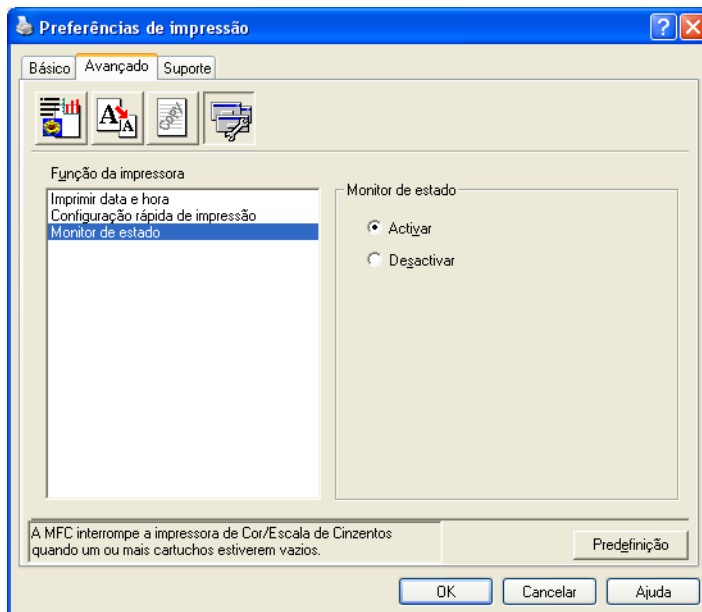 Preferências de impressão
Básico
Avançado
Suporte
Função da impressora
Imprimir data e hora
Configuração rápida de impressão
Monitor de estado
Monitor de estado
Activar
Desactivar
A MFC interrompe a impressora de Cor/Escala de Cinzentos
quando um ou mais cartuchos estiverem vazios.
Predefinição
OK
Cancelar
Ajuda